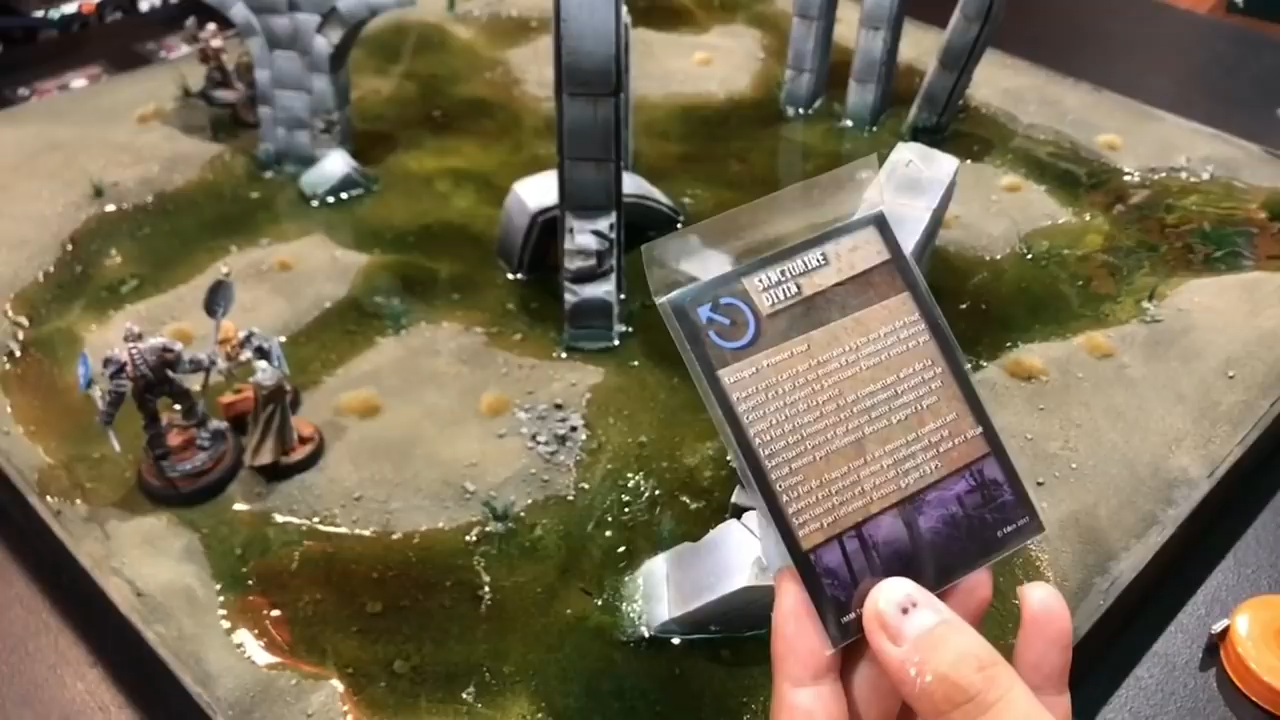 SANCTUAIRE
DIVIN
Tactique - Premier tour
Placez cette carte sur le terrain à 5 cm ou plus de tout
objectif et à 10 cm ou moins d'un combattant adverse
Cette carte devient le Sanctuaire Divin et reste en jeu
jusqu'à la fin de la partie.
A la fin de chaque tour si un combattant allié de la
faction des Immortels est entièrement présent sur le
Sanctuaire Divin et qu'aucun autre combattant est
situé même partiellement dessus, gagnez 1 pion
Chrono
A la fin de chaque tour si au moins un combattant
adverse est présent même partiellement sur le
Sanctuaire Divin et qu'aucun combattant allié est situé
même partiellement dessus, gagnez 3 PS.
© Eden 2017
IMM